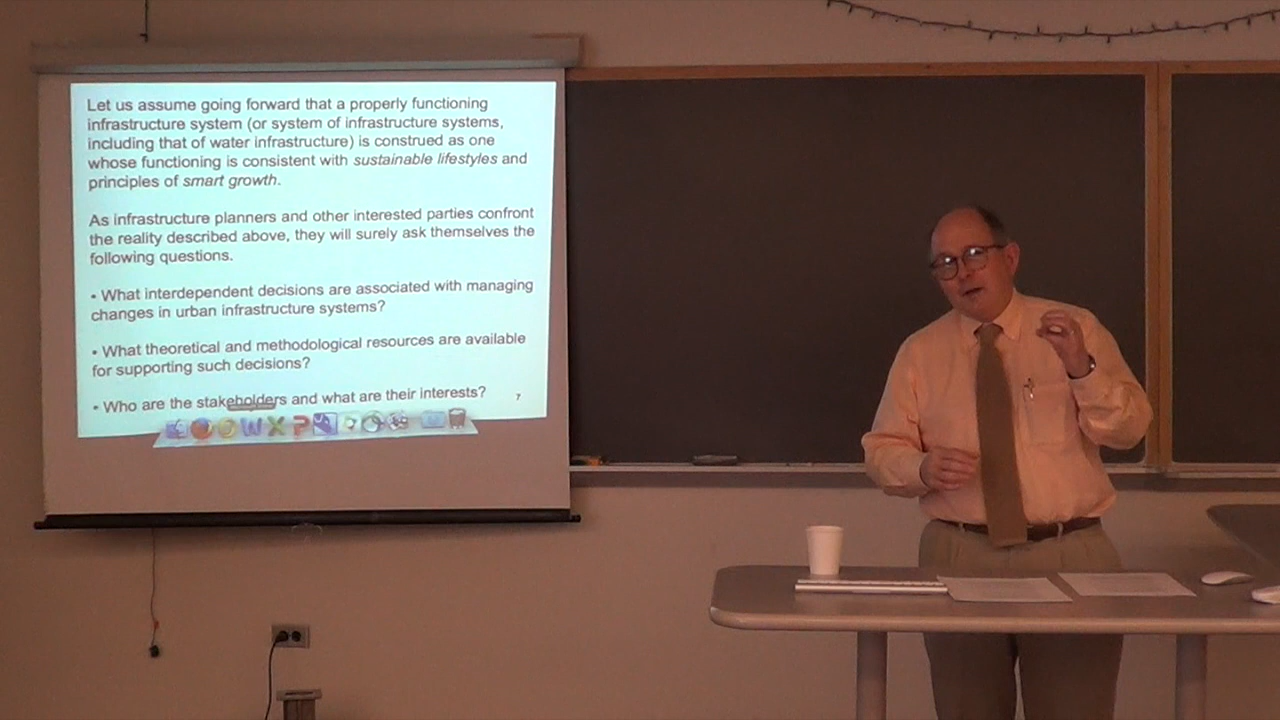 Let us assume going forward that a properly functioning
infrastructure system (or system of infrastructure systems,
including that of water infrastructure) is construed as one
whose functioning is consistent with sustainable lifestyles and
principles of smart growth.
As infrastructure planners and other interested parties confront
the reality described above, they will surely ask themselves the
following questions.
• What interdependent decisions are associated with managing
changes in urban infrastructure systems?
• What theoretical and methodological resources are available
for supporting such decisions?
• Who are the stakeholders and what are their interests?
7